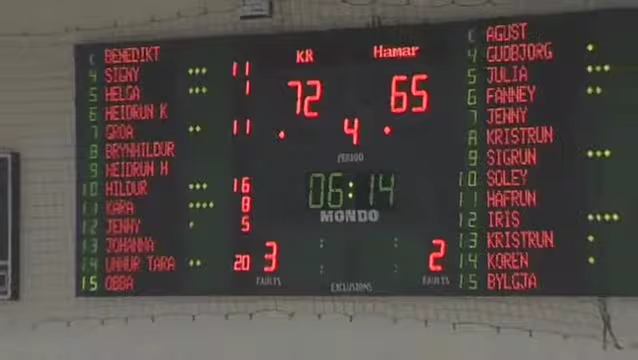 KR Hamar
72 65
4
PERIOD
06:14
MONDO
3 2
FAULTS EXCLUSIONS FAULTS
C BENEDIKT
4 SIGNY 11
5 HELGA 1
6 HEIDRUN K
7 GROA 11
8 BRYNHILDUR
9 HEIDRUN H
10 HILDUR 16
11 KARA 8
12 JENNY 5
13 JOHANNA
14 UNNUR TARA 20
15 OBBA
C AGUST
4 GUDBJORG
5 JULIA
6 FANNEY
7 JENNY
8 KRISTRUN
9 SIGRUN
10 SOLEY
11 HAFRUN
12 IRIS
13 KRISTRUN
14 KOREN
15 BYLGJA